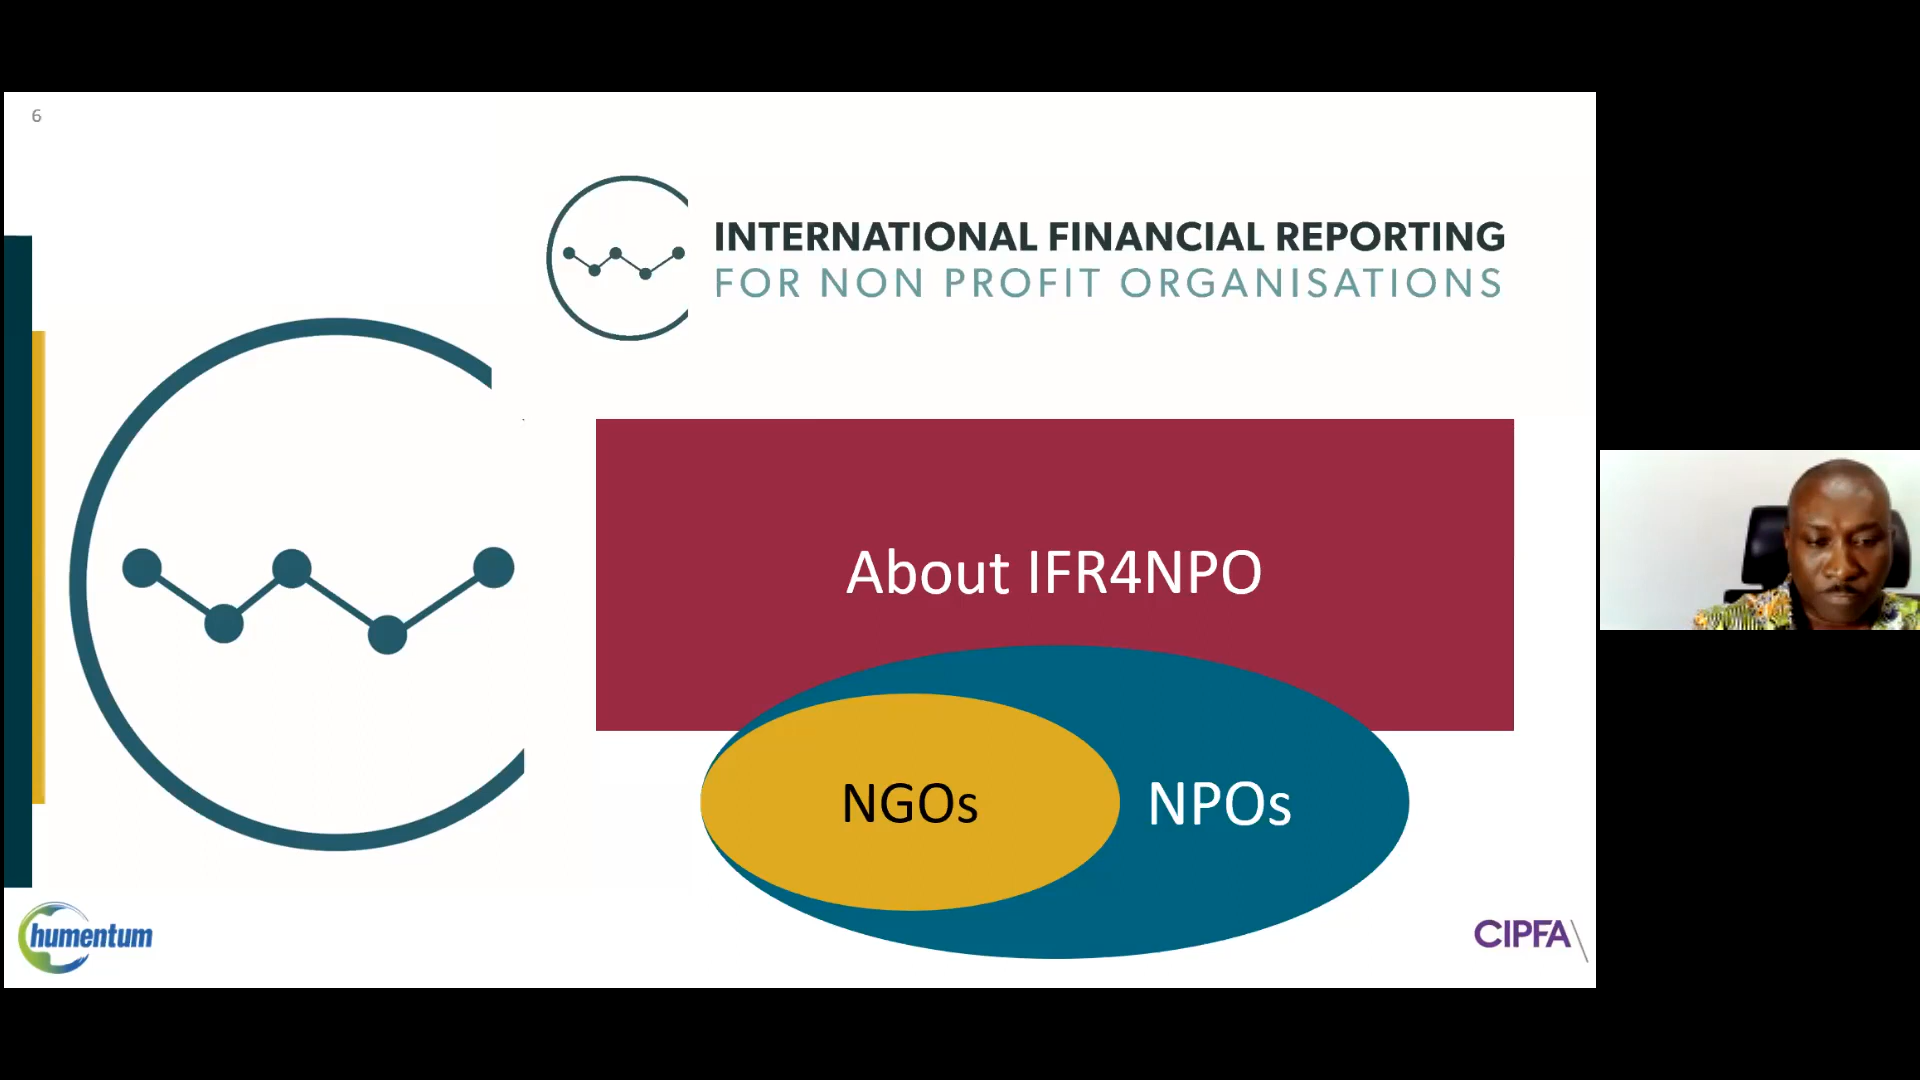 6
INTERNATIONAL FINANCIAL REPORTING
FOR NON PROFIT ORGANISATIONS
About IFR4NPO
NGOs
NPOs
humentum
CIPFA